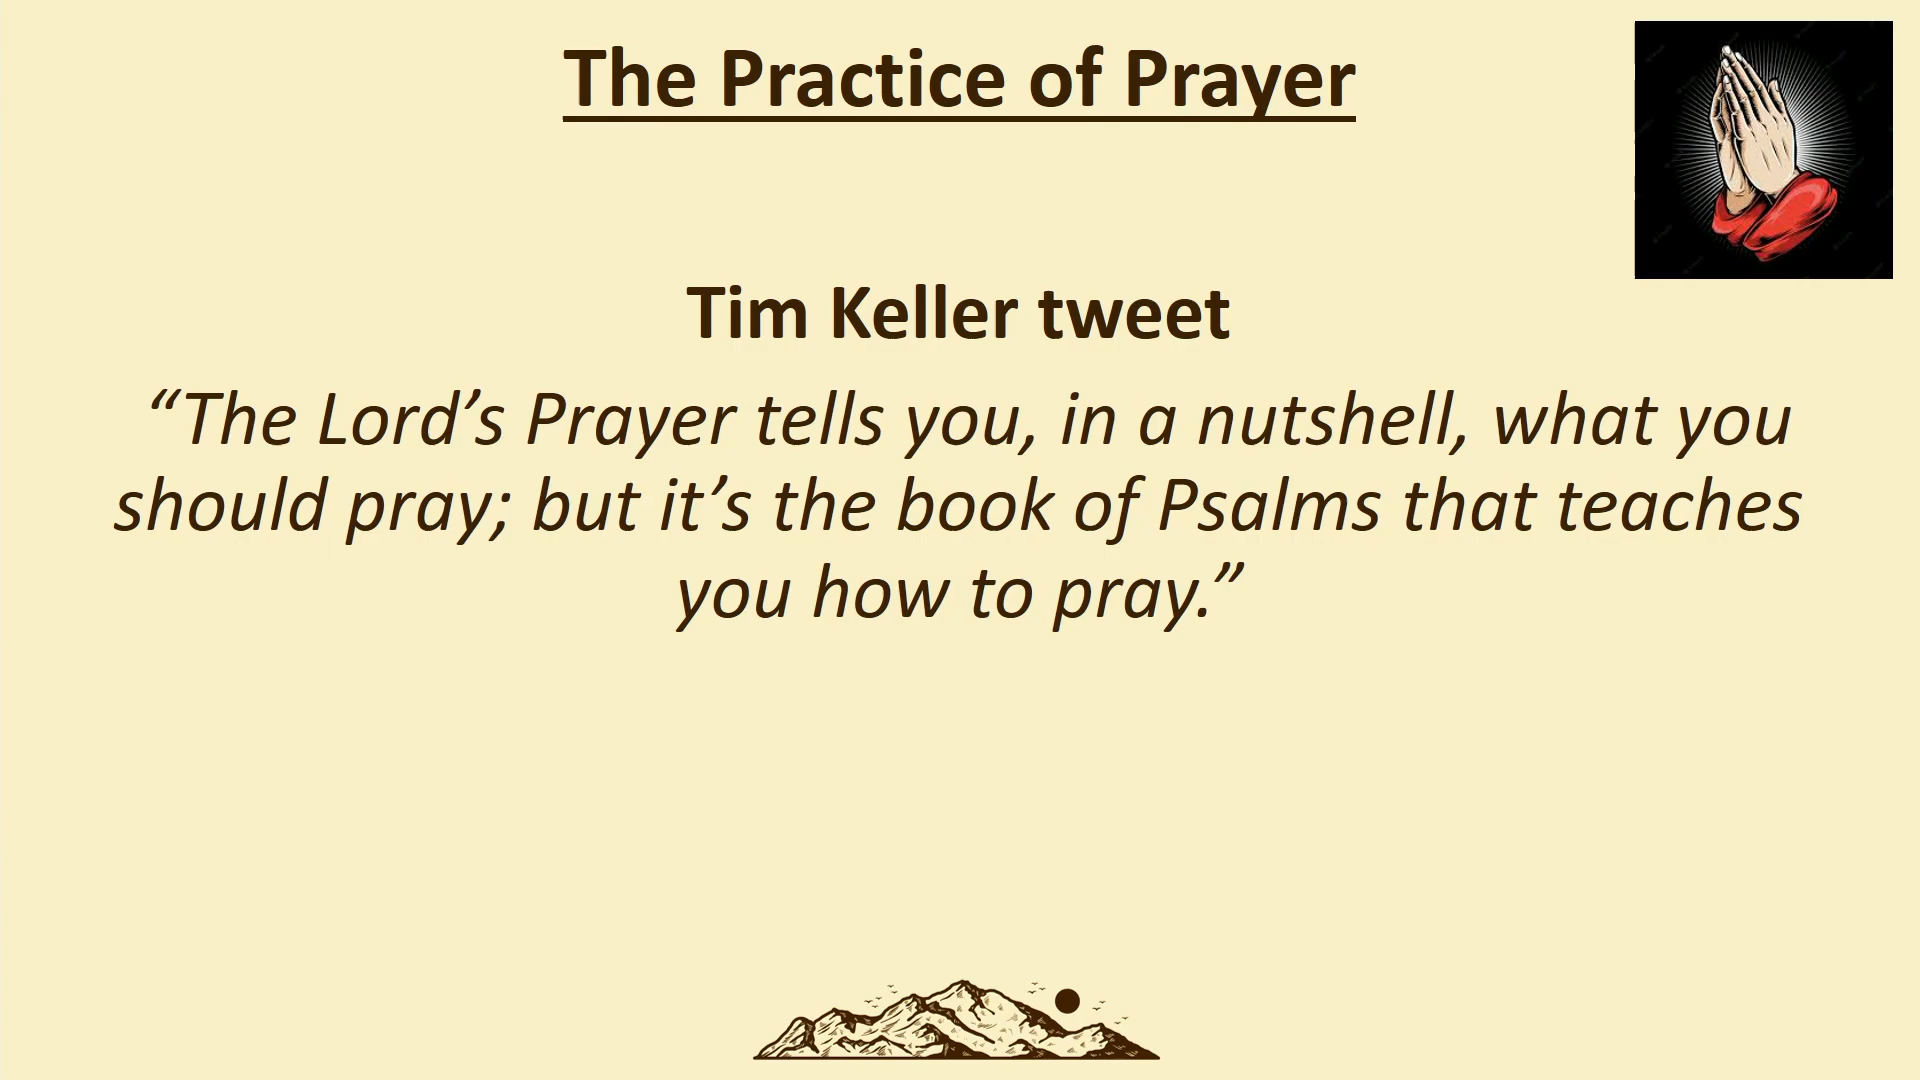 The Practice of Prayer
Tim Keller tweet
“The Lord’s Prayer tells you, in a nutshell, what you
should pray; but it’s the book of Psalms that teaches
you how to pray.”